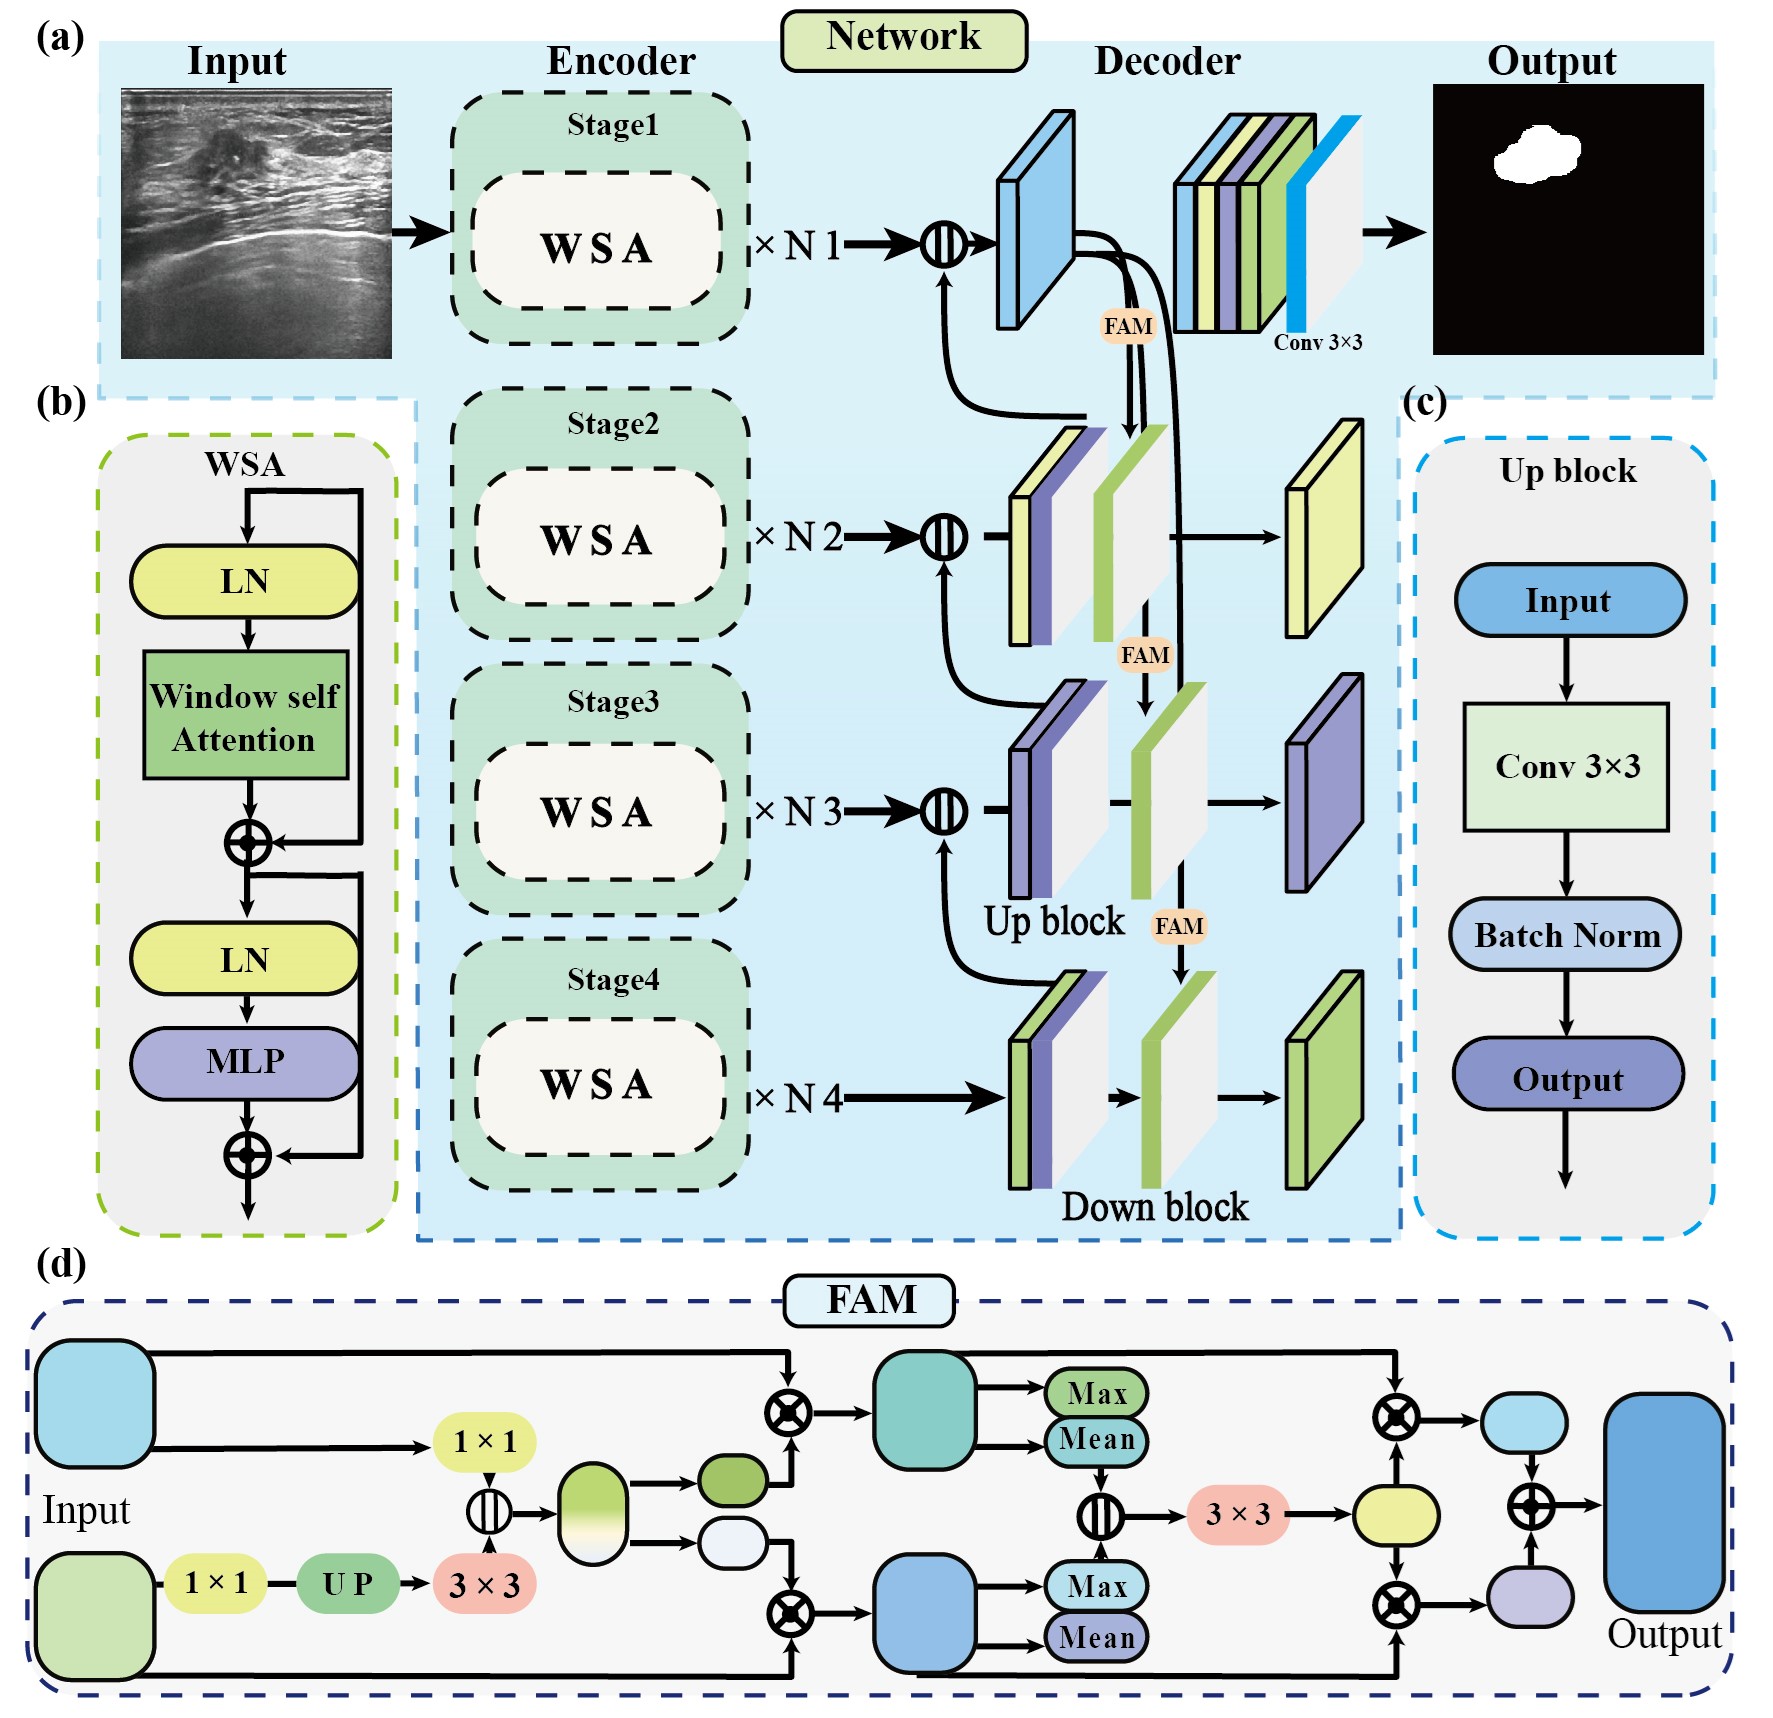 (a)
Network
Input
Encoder
Decoder
Output
Stage1
WSA
× N 1
FAM
Conv 3×3
Stage2
WSA
× N 2
FAM
Stage3
WSA
× N 3
Up block
FAM
Stage4
WSA
× N 4
Down block
(b)
WSA
LN
Window self
Attention
LN
MLP
(c)
Up block
Input
Conv 3×3
Batch Norm
Output
(d)
FAM
Input
1 × 1
1 × 1
U P
3 × 3
Max
Mean
3 × 3
Max
Mean
Output